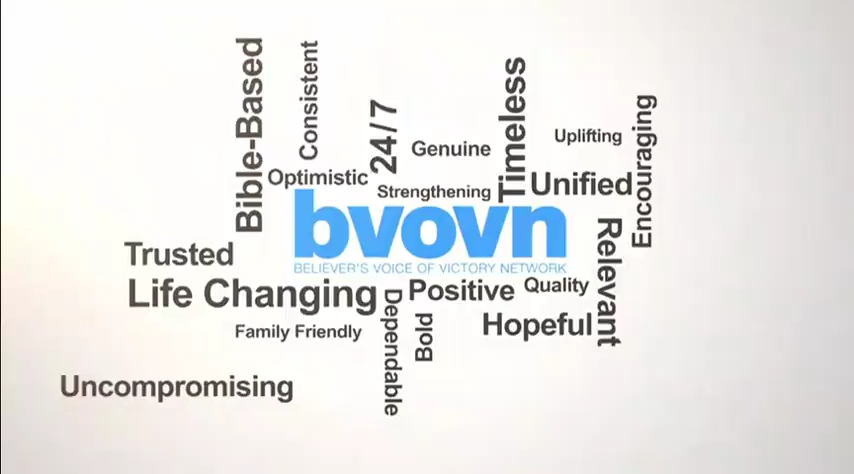 Bible-Based
Consistent
24/7
Timeless
Encouraging
Uplifting
Genuine
Optimistic
Strengthening
Unified
bvovn
BELIEVER'S VOICE OF VICTORY NETWORK
Relevant
Trusted
Life Changing
Positive
Quality
Dependable
Bold
Hopeful
Family Friendly
Uncompromising